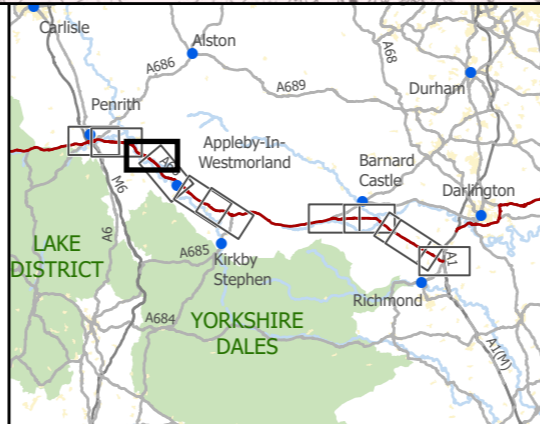 Carlisle
Alston
A68
A686
A689
Durham
Penrith
Appleby-In-
Westmorland
Barnard
Castle
Darlington
M6
A6
LAKE
DISTRICT
A685
Kirkby
Stephen
A1
Richmond
A684
YORKSHIRE
DALES
A1(M)